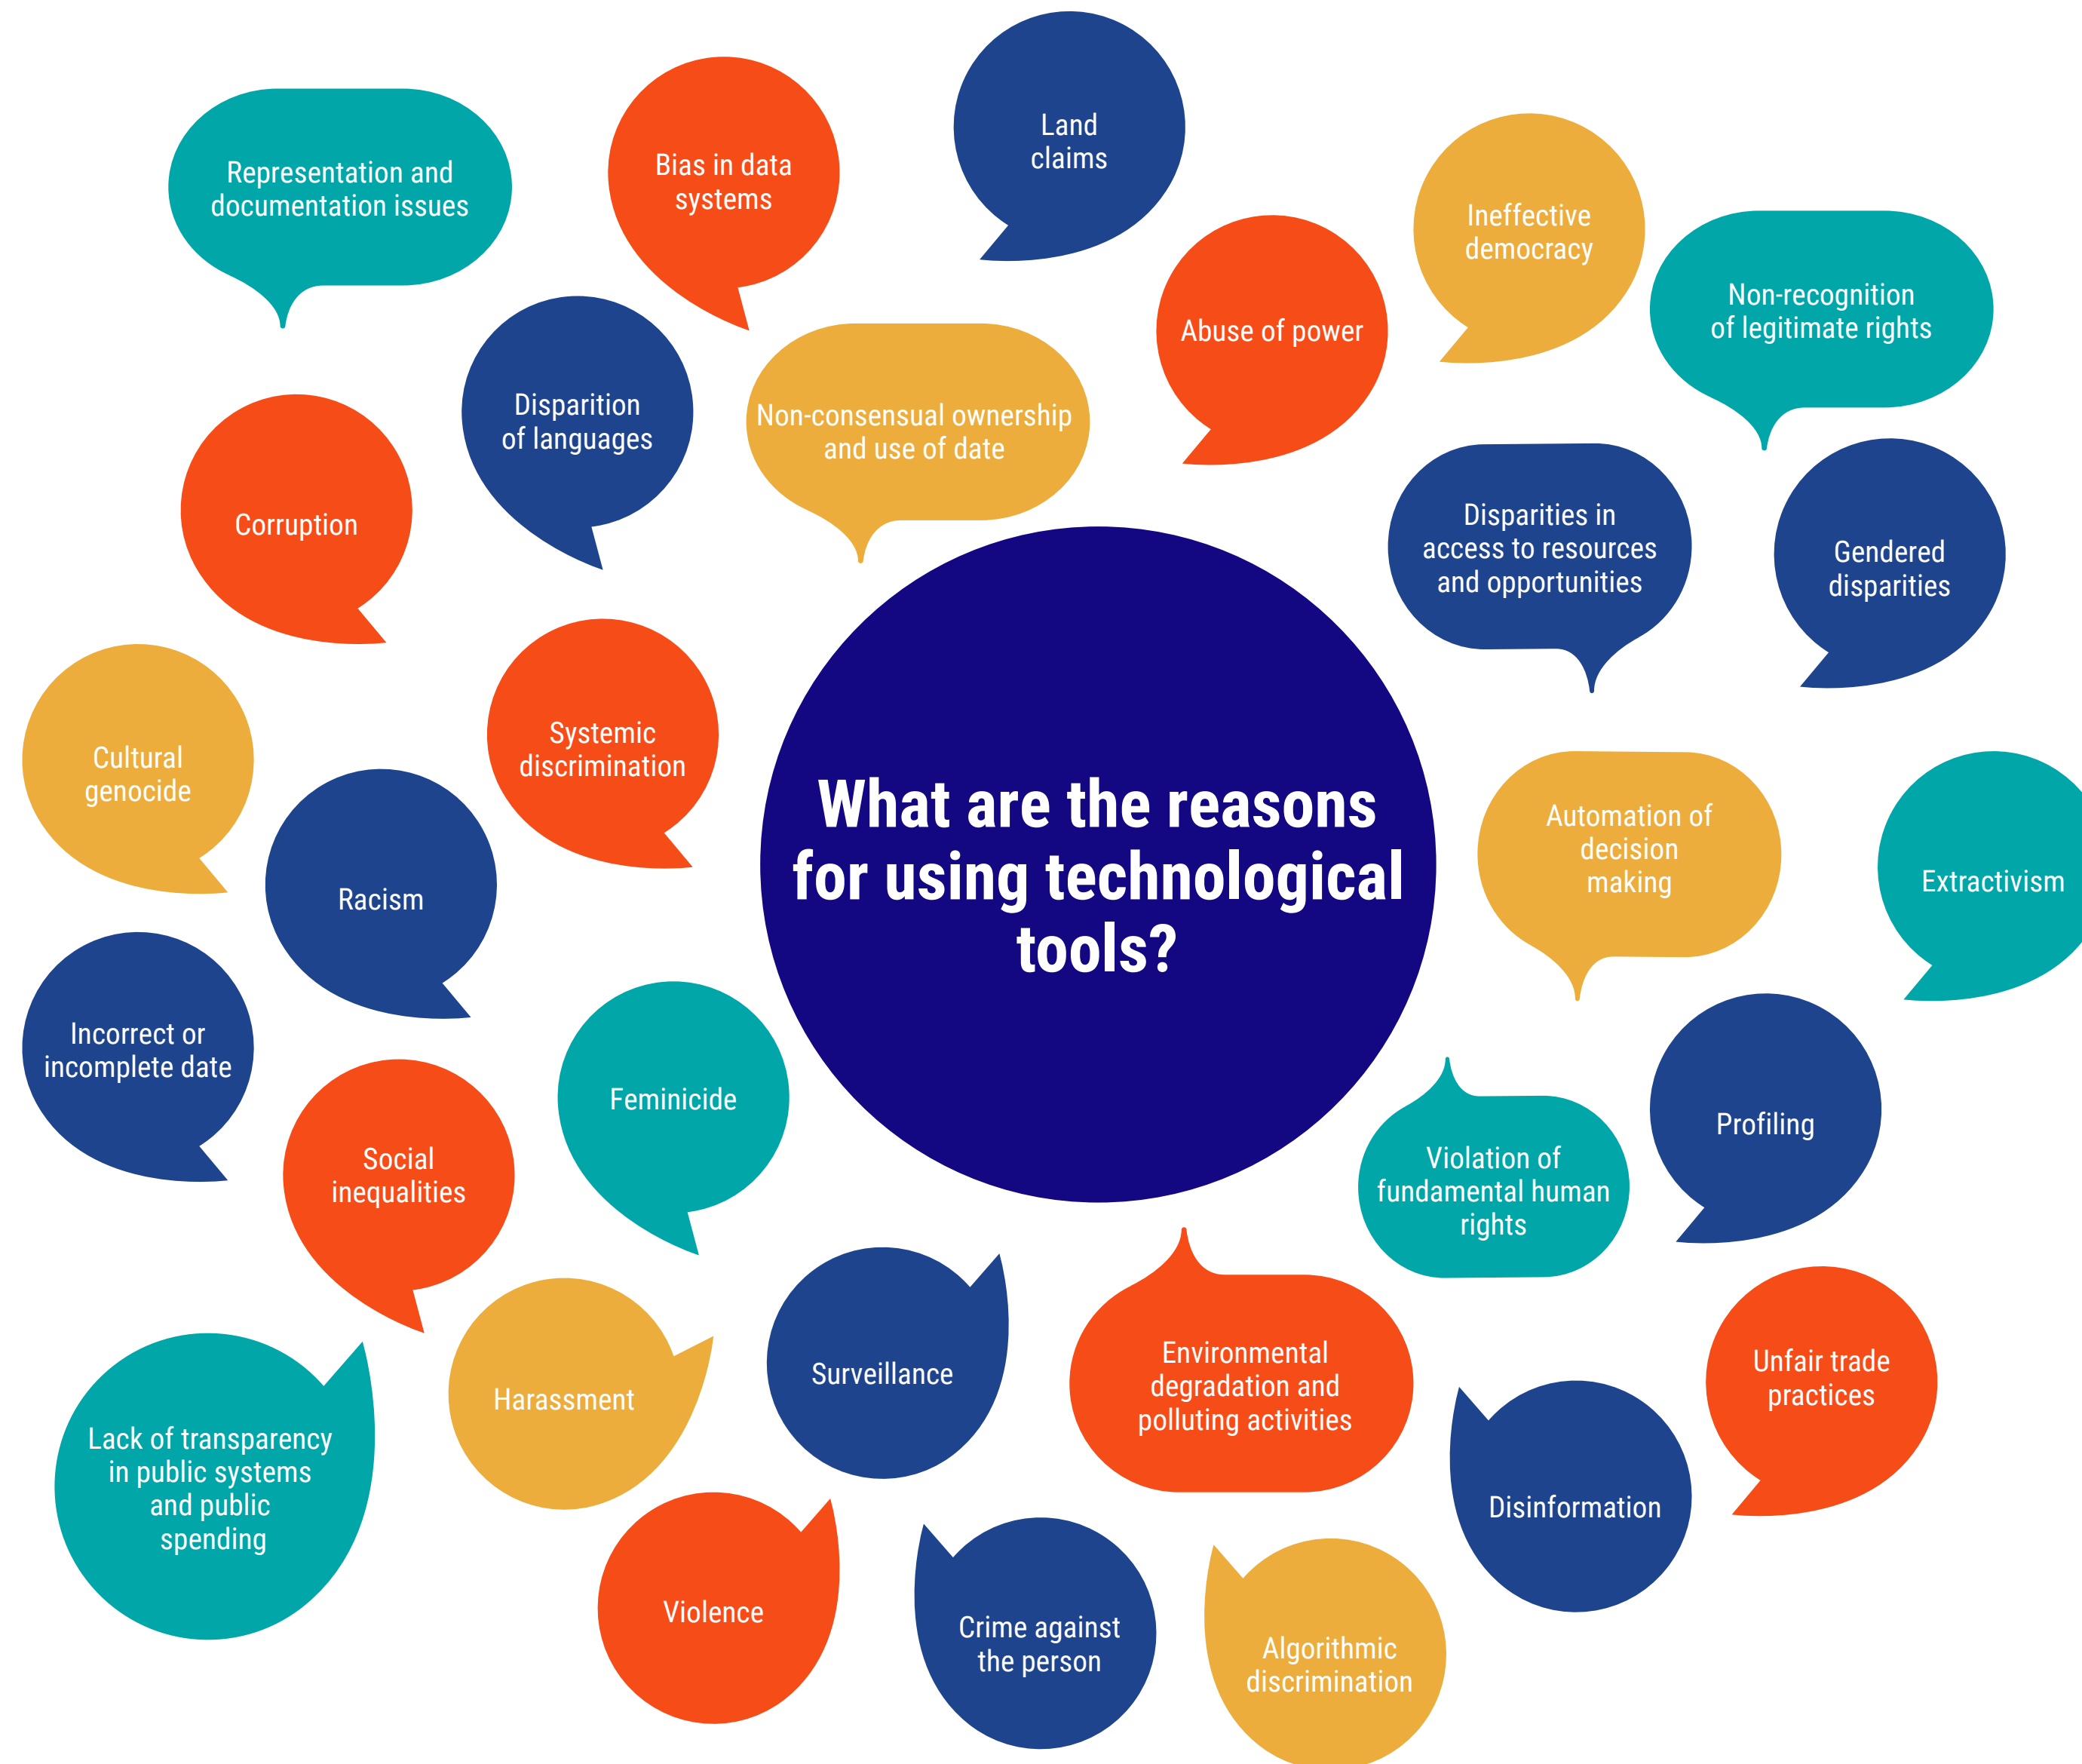 Land
claims
Representation and
documentation issues
Bias in data
systems
Ineffective
democracy
Non-recognition
of legitimate rights
Abuse of power
Disparition
of languages
Non-consensual ownership
and use of date
Corruption
Disparities in
access to resources
and opportunities
Gendered
disparities
Cultural
genocide
Systemic
discrimination
Racism
What are the reasons
for using technological
tools?
Automation of
decision
making
Extractivism
Incorrect or
incomplete date
Social
inequalities
Feminicide
Violation of
fundamental human
rights
Profiling
Lack of transparency
in public systems
and public
spending
Harassment
Surveillance
Environmental
degradation and
polluting activities
Unfair trade
practices
Disinformation
Violence
Crime against
the person
Algorithmic
discrimination